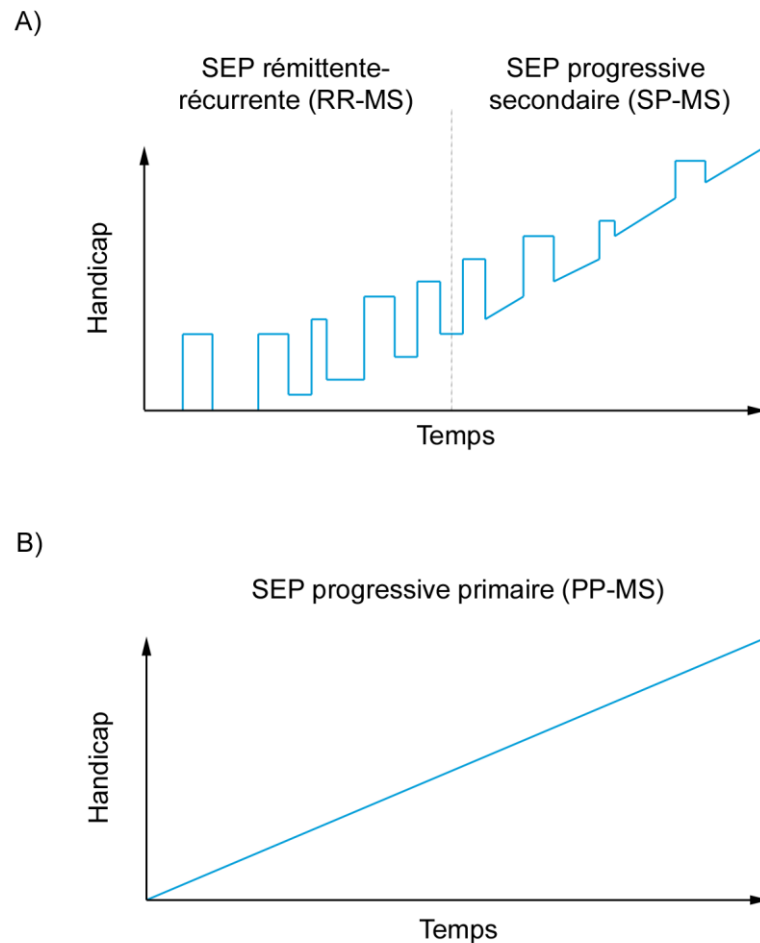 A)
SEP rémittente-
récurrente (RR-MS)
SEP progressive
secondaire (SP-MS)
Handicap
Temps
B)
SEP progressive primaire (PP-MS)
Handicap
Temps